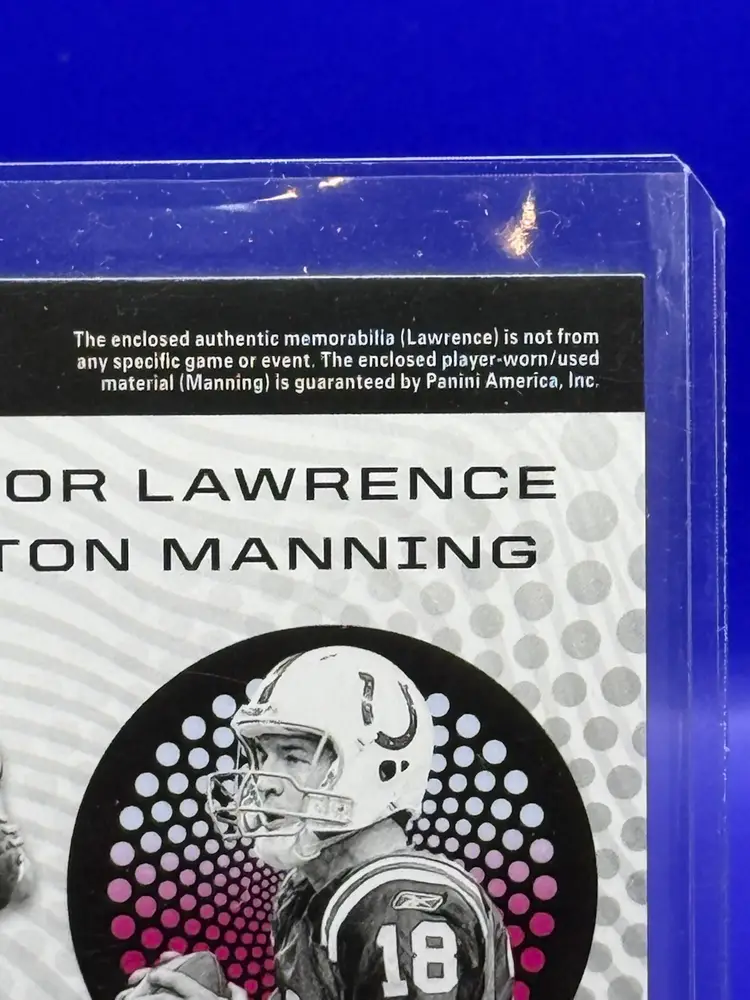 The enclosed authentic memorabilia (Lawrence) is not from
any specific game or event. The enclosed player-worn/used
material (Manning) is guaranteed by Panini America, Inc.
OR LAWRENCE
TON MANNING
18